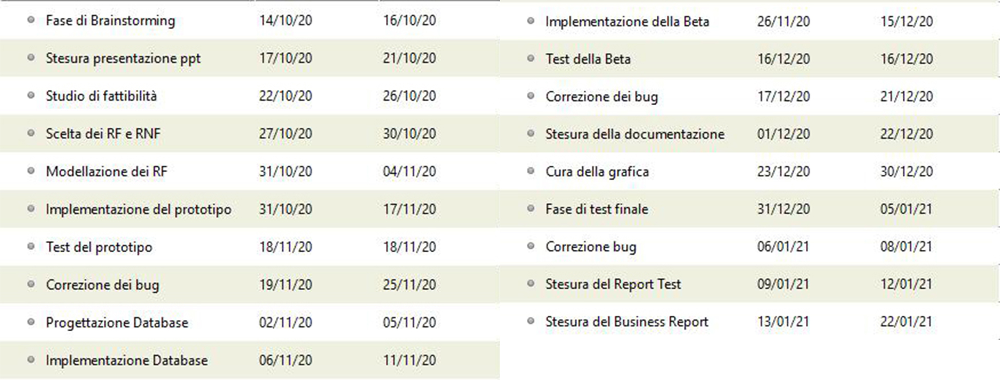 Fase di Brainstorming 14/10/20 16/10/20
Stesura presentazione ppt 17/10/20 21/10/20
Studio di fattibilità 22/10/20 26/10/20
Scelta dei RF e RNF 27/10/20 30/10/20
Modellazione dei RF 31/10/20 04/11/20
Implementazione del prototipo 31/10/20 17/11/20
Test del prototipo 18/11/20 18/11/20
Correzione dei bug 19/11/20 25/11/20
Progettazione Database 02/11/20 05/11/20
Implementazione Database 06/11/20 11/11/20
Implementazione della Beta 26/11/20 15/12/20
Test della Beta 16/12/20 16/12/20
Correzione dei bug 17/12/20 21/12/20
Stesura della documentazione 01/12/20 22/12/20
Cura della grafica 23/12/20 30/12/20
Fase di test finale 31/12/20 05/01/21
Correzione bug 06/01/21 08/01/21
Stesura del Report Test 09/01/21 12/01/21
Stesura del Business Report 13/01/21 22/01/21